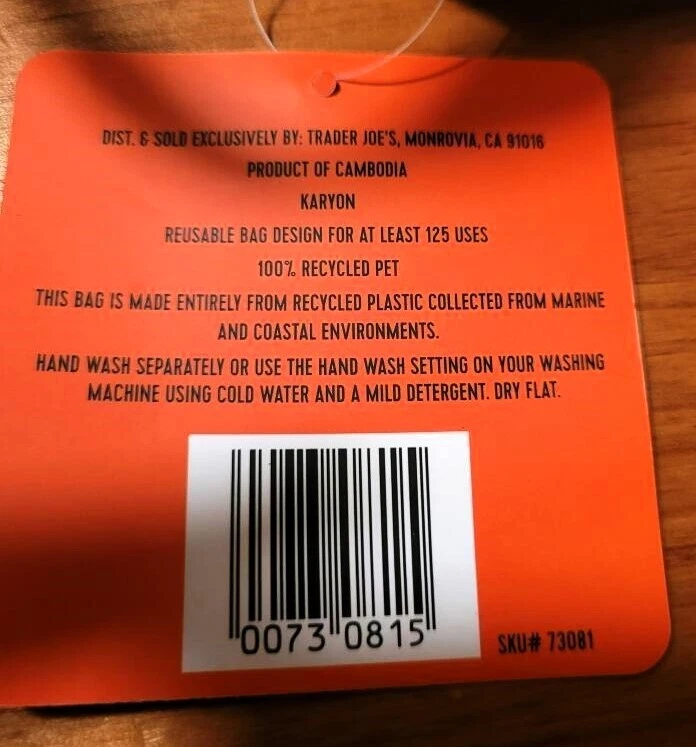 DIST. & SOLD EXCLUSIVELY BY: TRADER JOE'S, MONROVIA, CA 91016
PRODUCT OF CAMBODIA
KARYON
REUSABLE BAG DESIGN FOR AT LEAST 125 USES
100% RECYCLED PET
THIS BAG IS MADE ENTIRELY FROM RECYCLED PLASTIC COLLECTED FROM MARINE
AND COASTAL ENVIRONMENTS.
HAND WASH SEPARATELY OR USE THE HAND WASH SETTING ON YOUR WASHING
MACHINE USING COLD WATER AND A MILD DETERGENT. DRY FLAT.
0073 0815
SKU# 73081